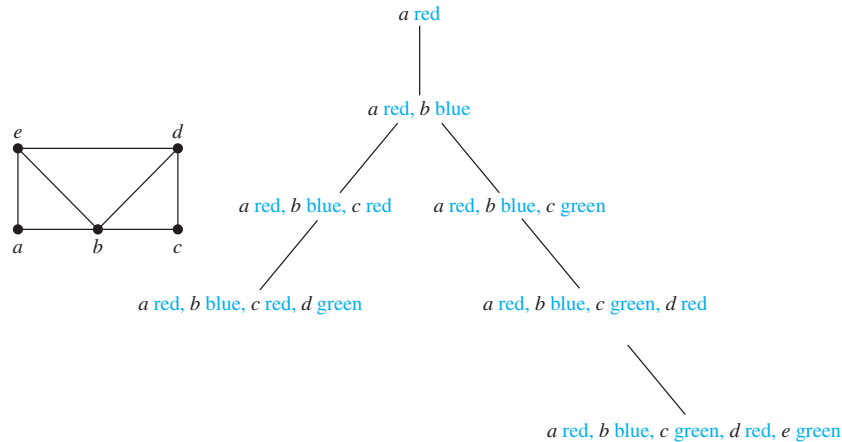 a red
a red, b blue
e d
a red, b blue, c red a red, b blue, c green
a b c
a red, b blue, c red, d green a red, b blue, c green, d red
a red, b blue, c green, d red, e green